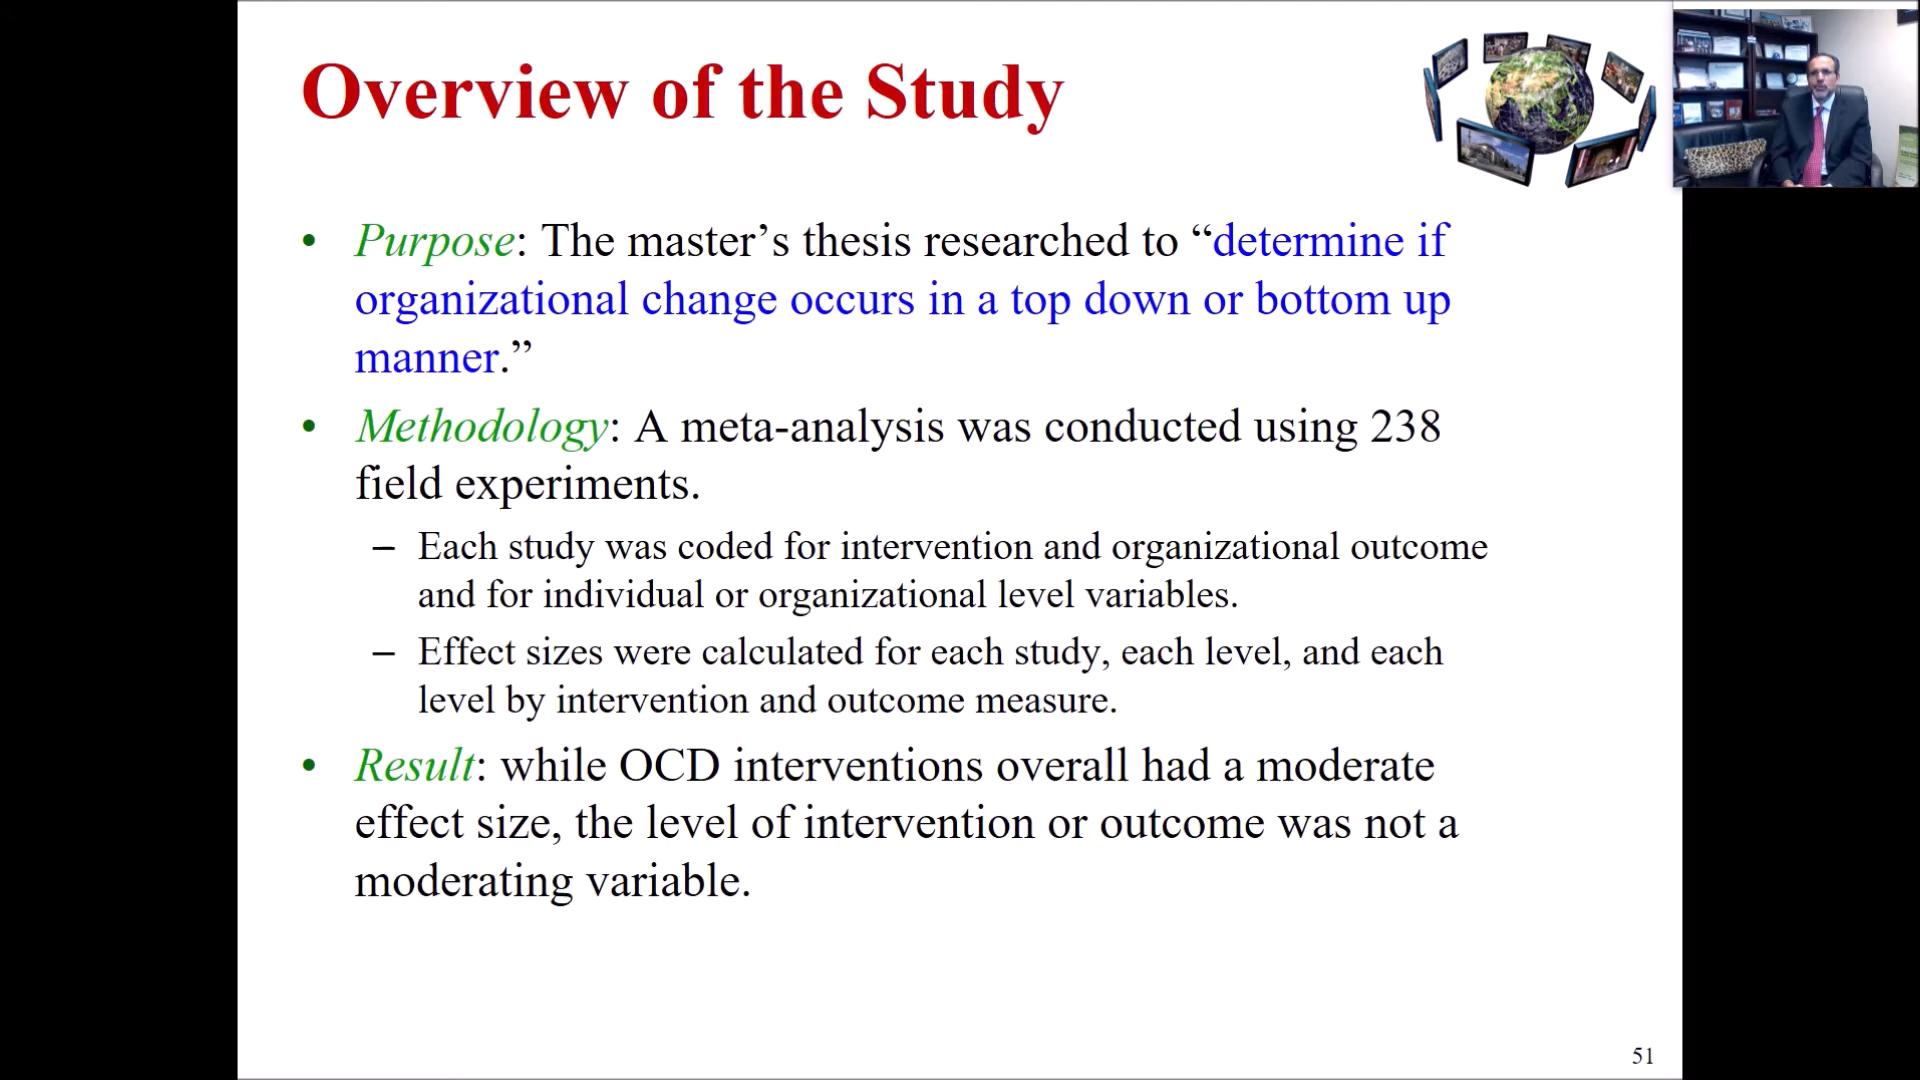 Overview of the Study
• Purpose: The master’s thesis researched to “determine if
organizational change occurs in a top down or bottom up
manner.”
• Methodology: A meta-analysis was conducted using 238
field experiments.
– Each study was coded for intervention and organizational outcome
and for individual or organizational level variables.
– Effect sizes were calculated for each study, each level, and each
level by intervention and outcome measure.
• Result: while OCD interventions overall had a moderate
effect size, the level of intervention or outcome was not a
moderating variable.
51